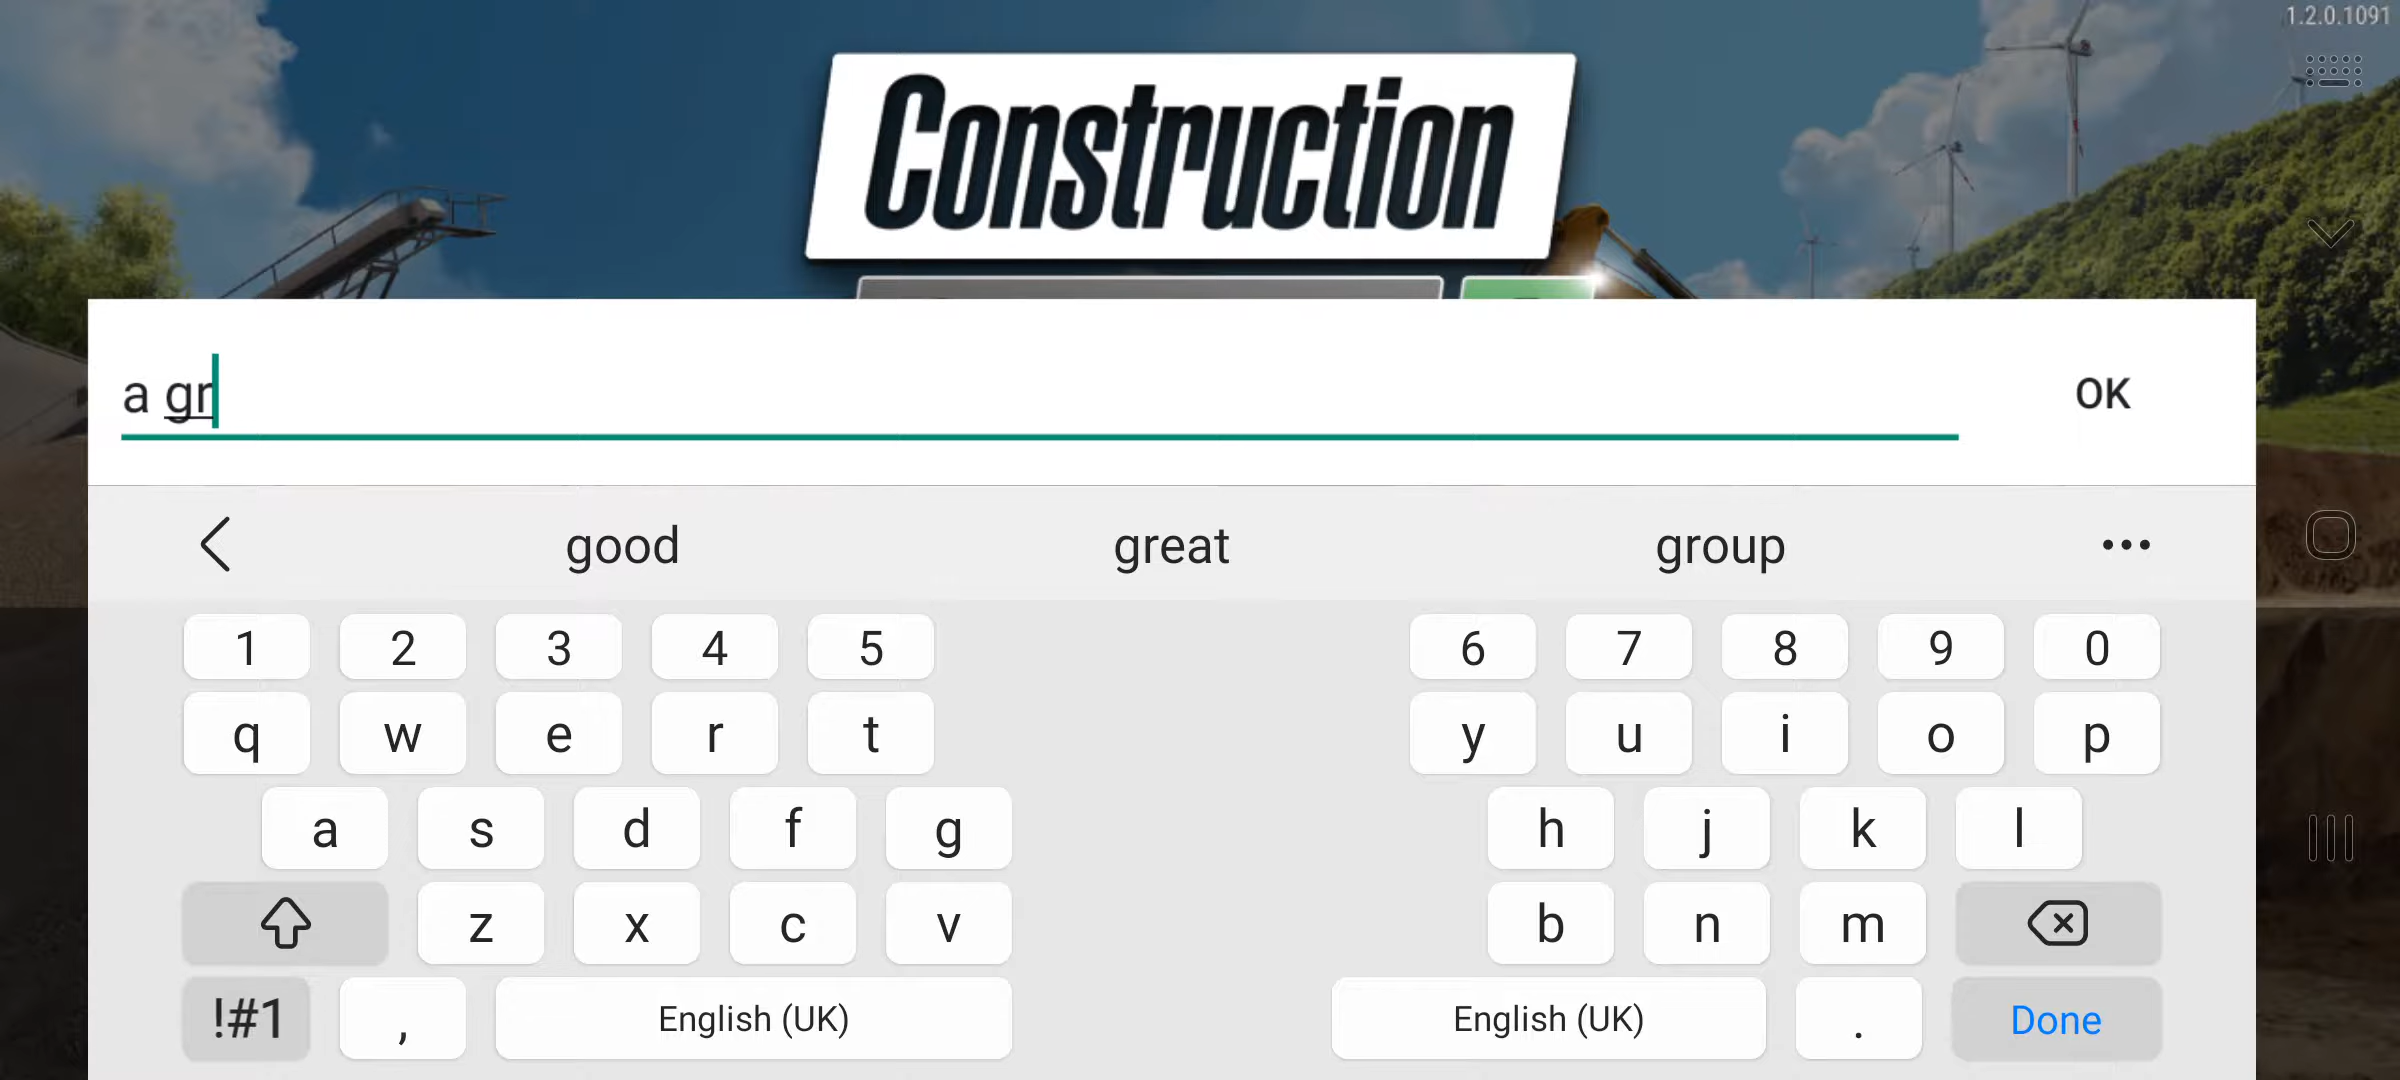 1.2.0.1091
Construction
a gr
OK
good great group
1 2 3 4 5 6 7 8 9 0
q w e r t y u i o p
a s d f g h j k l
z x c v b n m
!#1 , English (UK) English (UK) . Done